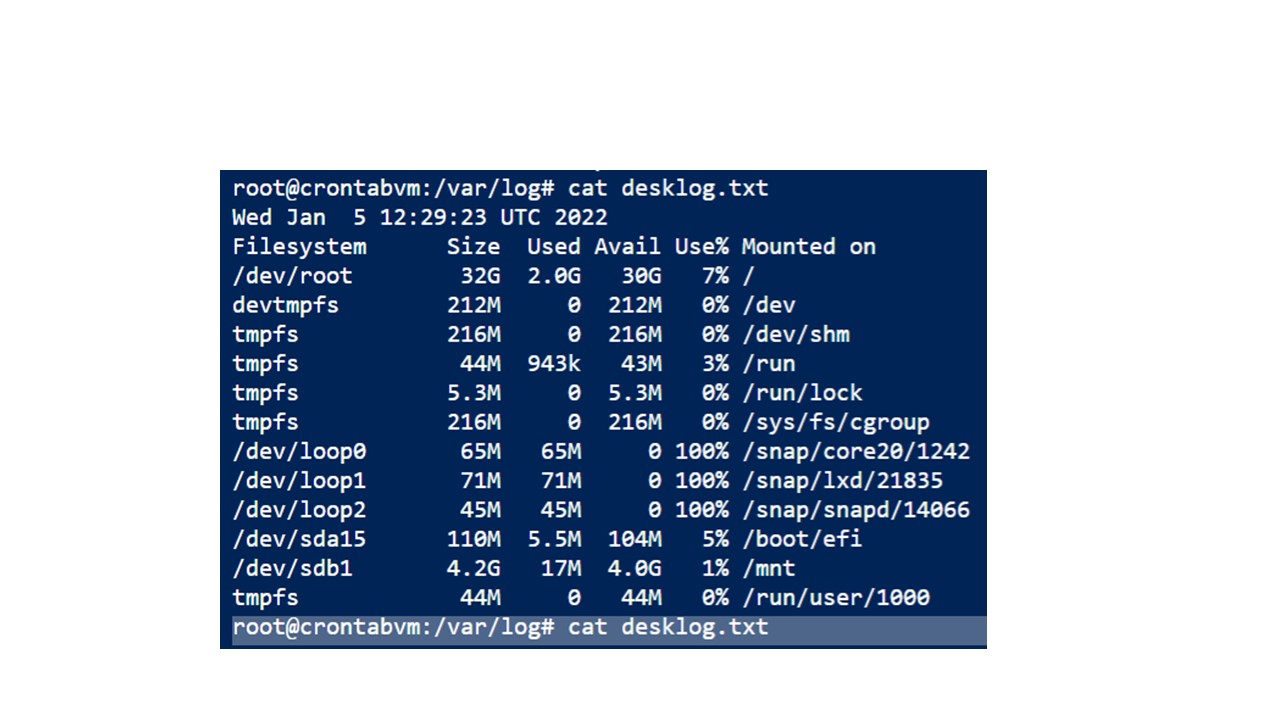 root@crontabvm:/var/log# cat desklog.txt
Wed Jan  5 12:29:23 UTC 2022
Filesystem      Size  Used Avail Use% Mounted on
/dev/root        32G  2.0G   30G   7% /
devtmpfs        212M     0  212M   0% /dev
tmpfs           216M     0  216M   0% /dev/shm
tmpfs            44M  943k   43M   3% /run
tmpfs           5.3M     0  5.3M   0% /run/lock
tmpfs           216M     0  216M   0% /sys/fs/cgroup
/dev/loop0       65M   65M     0 100% /snap/core20/1242
/dev/loop1       71M   71M     0 100% /snap/lxd/21835
/dev/loop2       45M   45M     0 100% /snap/snapd/14066
/dev/sda15      110M  5.5M  104M   5% /boot/efi
/dev/sdb1       4.2G   17M  4.0G   1% /mnt
tmpfs            44M     0   44M   0% /run/user/1000
root@crontabvm:/var/log# cat desklog.txt